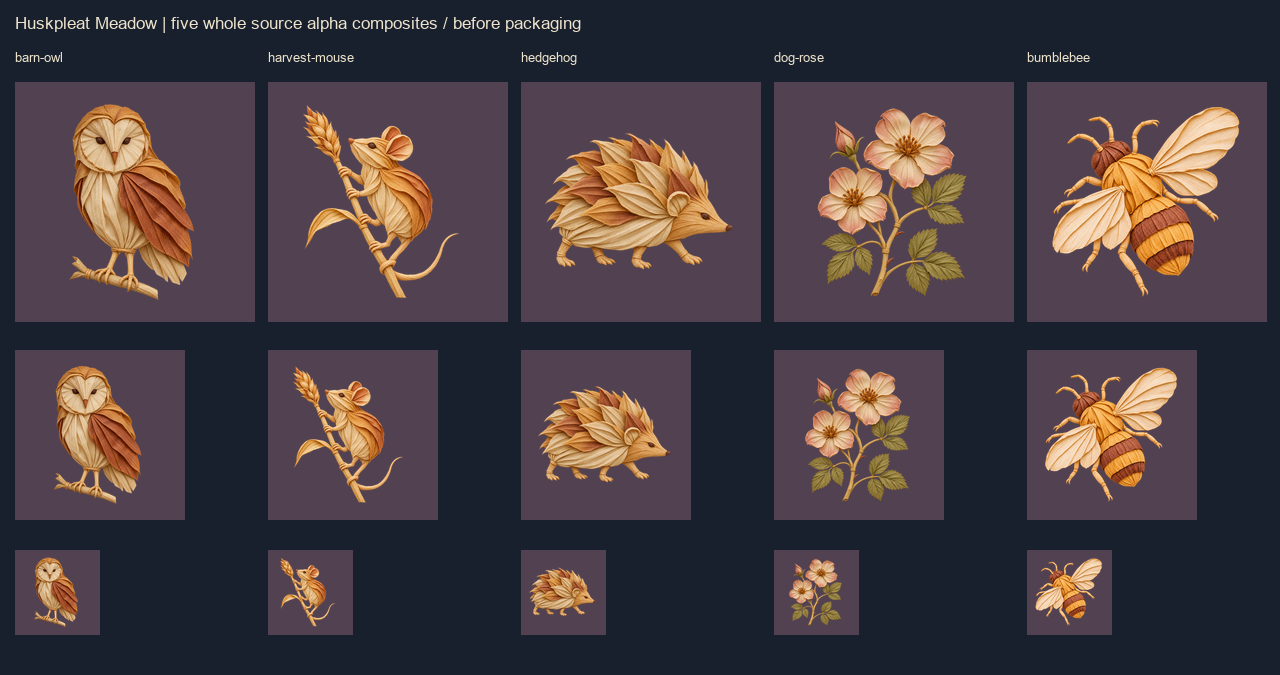 Huskpleat Meadow | five whole source alpha composites / before packaging
barn-owl
harvest-mouse
hedgehog
dog-rose
bumblebee